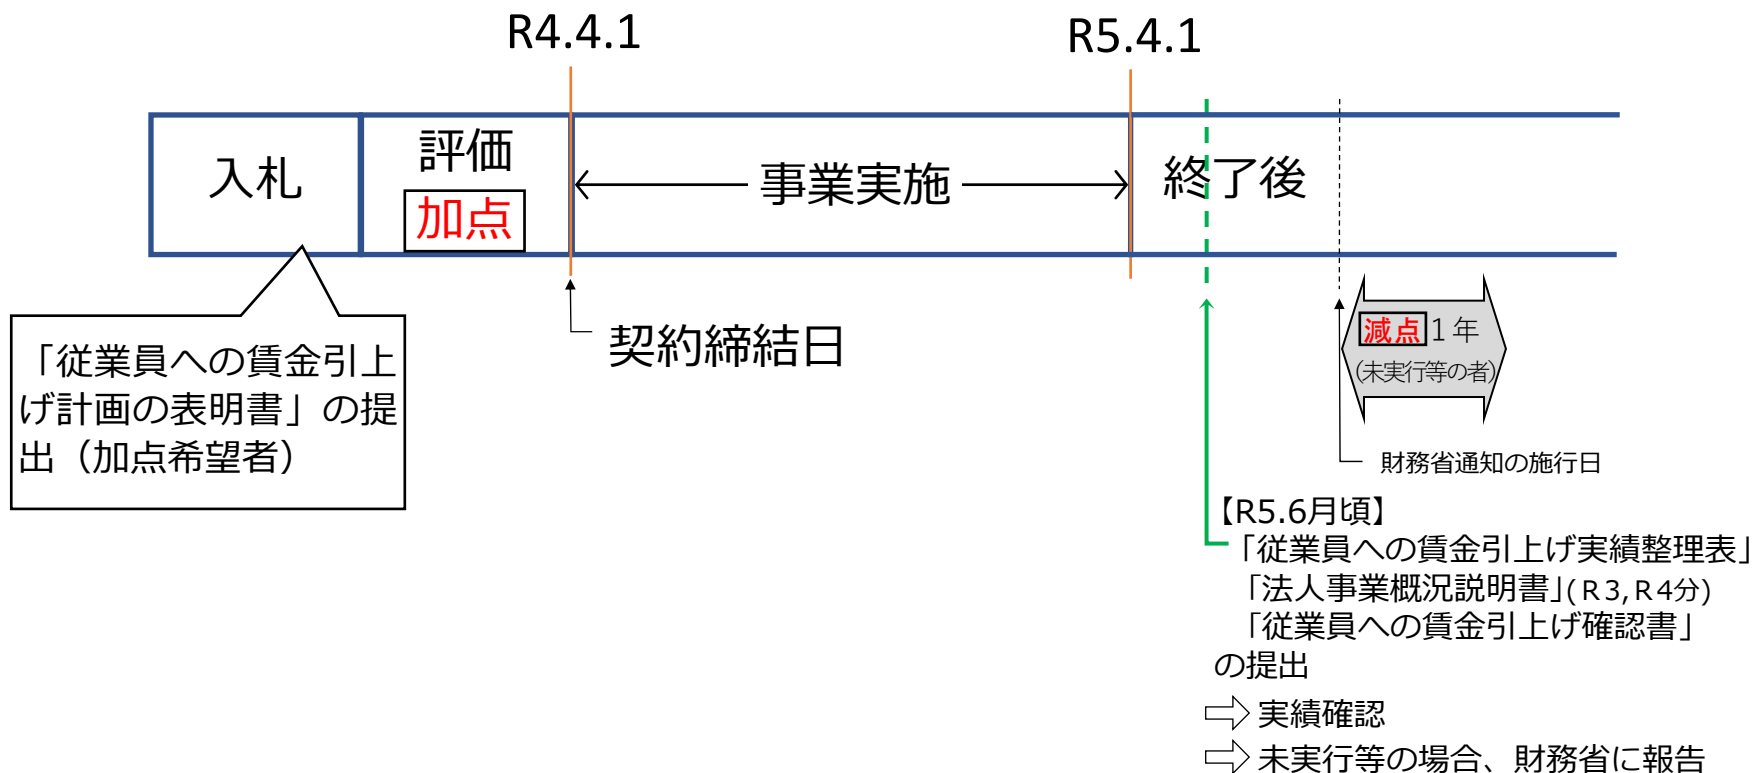 R4.4.1
R5.4.1
入札
評価
加点
事業実施
終了後
「従業員への賃金引上
げ計画の表明書」の提
出（加点希望者）
契約締結日
減点１年
(未実行等の者)
財務省通知の施行日
【R5.6月頃】
「従業員への賃金引上げ実績整理表」
「法人事業概況説明書」(Ｒ3,Ｒ4分)
「従業員への賃金引上げ確認書」
の提出
⇨ 実績確認
⇨ 未実行等の場合、財務省に報告